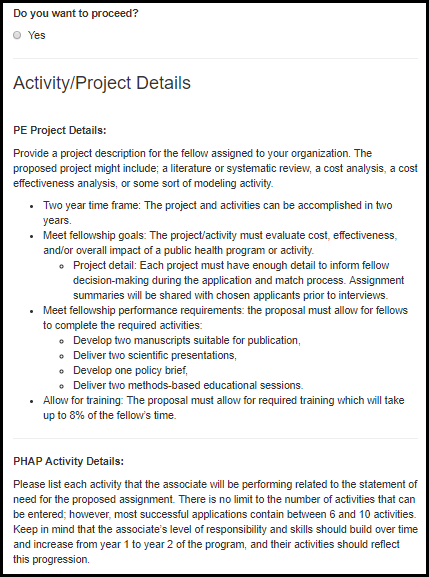 Do you want to proceed?
Yes
Activity/Project Details
PE Project Details:
Provide a project description for the fellow assigned to your organization. The
proposed project might include; a literature or systematic review, a cost analysis, a cost
effectiveness analysis, or some sort of modeling activity.
• Two year time frame: The project and activities can be accomplished in two
years.
• Meet fellowship goals: The project/activity must evaluate cost, effectiveness,
and/or overall impact of a public health program or activity.
◦ Project detail: Each project must have enough detail to inform fellow
decision-making during the application and match process. Assignment
summaries will be shared with chosen applicants prior to interviews.
• Meet fellowship performance requirements: the proposal must allow for fellows
to complete the required activities:
◦ Develop two manuscripts suitable for publication,
◦ Deliver two scientific presentations,
◦ Develop one policy brief,
◦ Deliver two methods-based educational sessions.
• Allow for training: The proposal must allow for required training which will take
up to 8% of the fellow's time.
PHAP Activity Details:
Please list each activity that the associate will be performing related to the statement of
need for the proposed assignment. There is no limit to the number of activities that can
be entered; however, most successful applications contain between 6 and 10 activities.
Keep in mind that the associate's level of responsibility and skills should build over time
and increase from year 1 to year 2 of the program, and their activities should reflect
this progression.